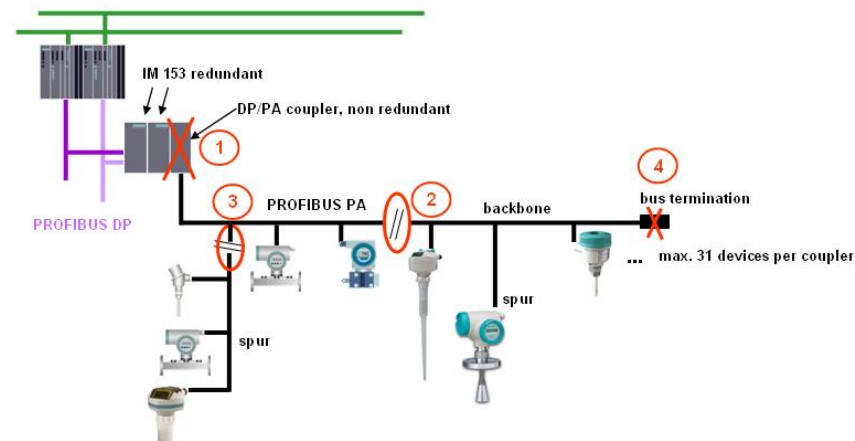 IM 153 redundant
DP/PA coupler, non redundant
1
4
3
2
bus termination
PROFIBUS PA
backbone
PROFIBUS DP
... max. 31 devices per coupler
spur
spur